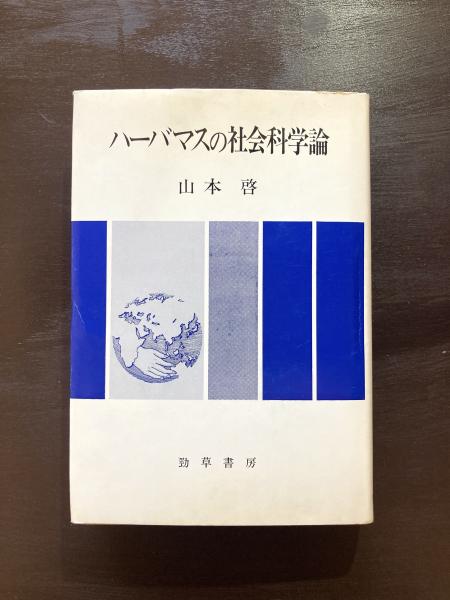 ハーバマスの社会科学論
山本 啓
勁草書房